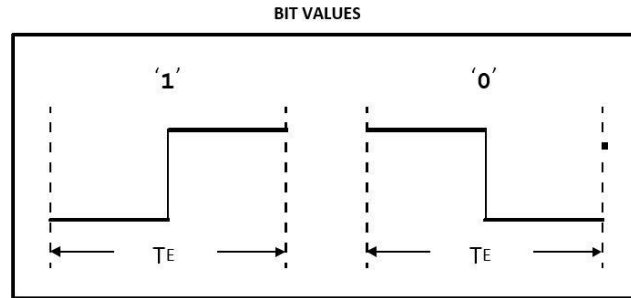 BIT VALUES
‘1’ ‘0’
TE TE